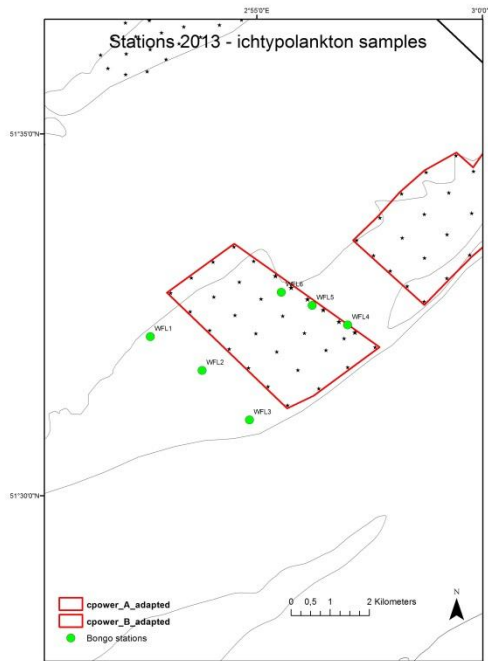 2°55'0"E
3°0'0"
Stations 2013 - ichtypolankton samples
51°35'0"N
WFL6
WFL5
WFL4
WFL1
WFL2
WFL3
51°30'0"N
cpower_A_adapted
cpower_B_adapted
Bongo stations
0 0,5 1 2 Kilometers
N